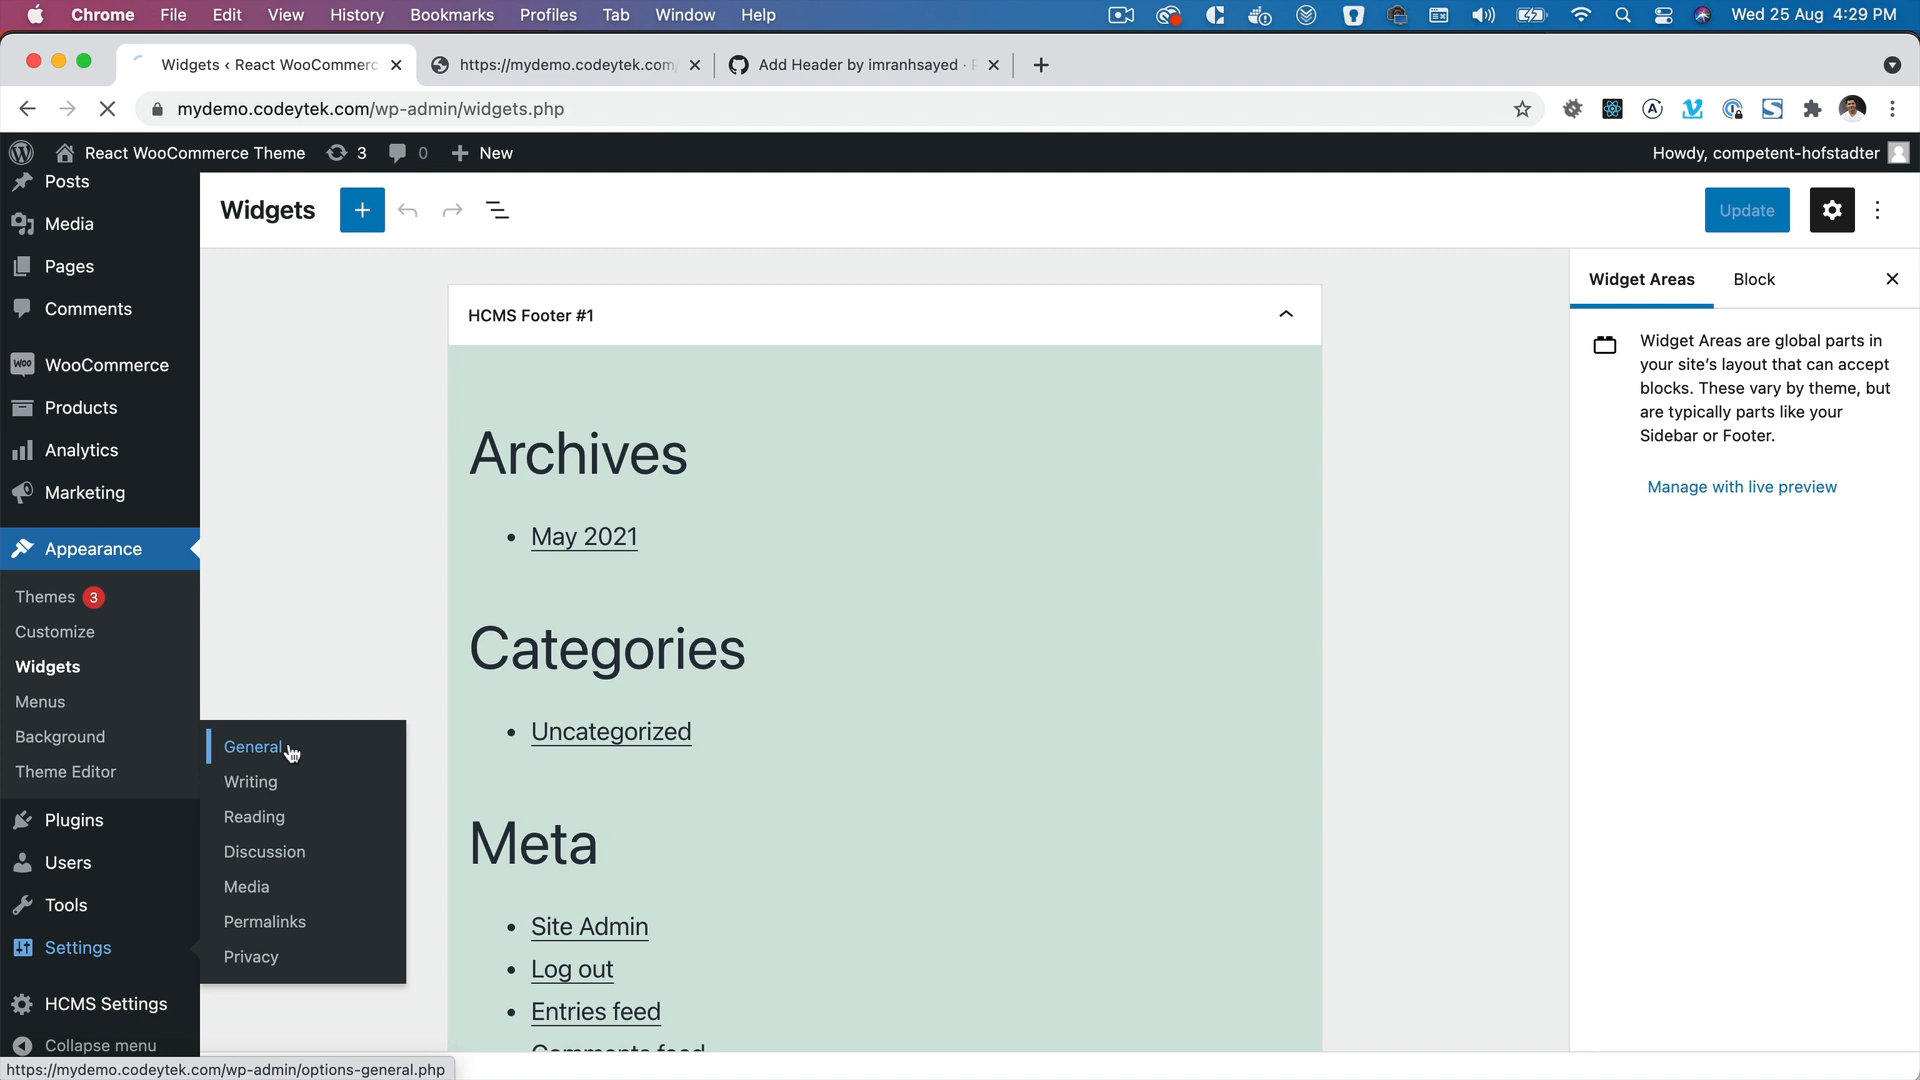 Chrome File Edit View History Bookmarks Profiles Tab Window Help Wed 25 Aug 4:29 PM
Widgets ‹ React WooCommerc https://mydemo.codeytek.com/ Add Header by imranhsayed ·
mydemo.codeytek.com/wp-admin/widgets.php
React WooCommerce Theme 3 0 New Howdy, competent-hofstadter
Posts
Media
Pages
Comments
WooCommerce
Products
Analytics
Marketing
Appearance
Themes 3
Customize
Widgets
Menus
Background
Theme Editor
Plugins
Users
Tools
Settings
HCMS Settings
Collapse menu
General
Writing
Reading
Discussion
Media
Permalinks
Privacy
Widgets
Update
HCMS Footer #1
Archives
• May 2021
Categories
• Uncategorized
Meta
• Site Admin
• Log out
• Entries feed
Widget Areas Block
Widget Areas are global parts in
your site's layout that can accept
blocks. These vary by theme, but
are typically parts like your
Sidebar or Footer.
Manage with live preview
https://mydemo.codeytek.com/wp-admin/options-general.php